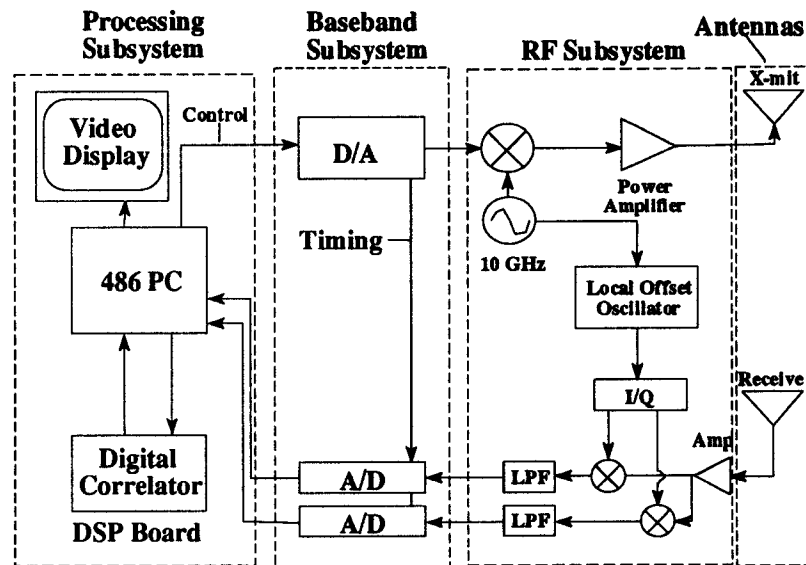 Processing
Subsystem
Baseband
Subsystem
RF Subsystem
Antennas
X-mit
Video
Display
Control
D/A
Power
Amplifier
Timing
10 GHz
486 PC
Local Offset
Oscillator
I/Q
Receive
Amp
Digital
Correlator
DSP Board
A/D
LPF
A/D
LPF